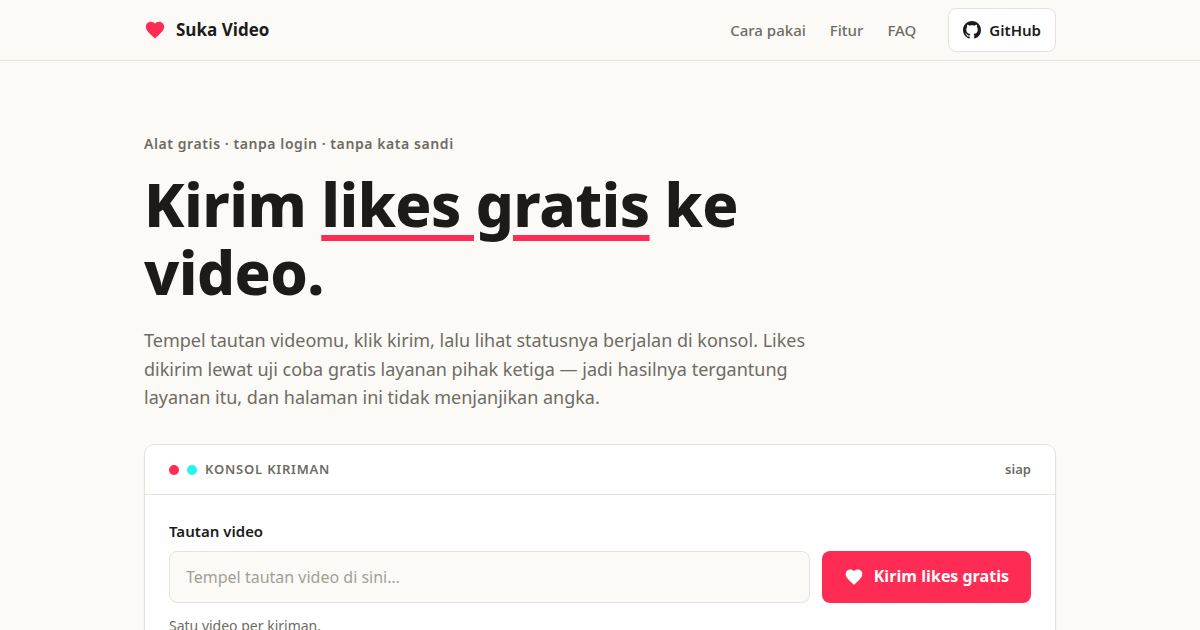 Suka Video
Cara pakai
Fitur
FAQ
GitHub
Alat gratis · tanpa login · tanpa kata sandi
Kirim likes gratis ke
video.
Tempel tautan videomu, klik kirim, lalu lihat statusnya berjalan di konsol. Likes
dikirim lewat uji coba gratis layanan pihak ketiga — jadi hasilnya tergantung
layanan itu, dan halaman ini tidak menjanjikan angka.
KONSOL KIRIMAN
siap
Tautan video
Tempel tautan video di sini...
Kirim likes gratis
Satu video per kiriman.